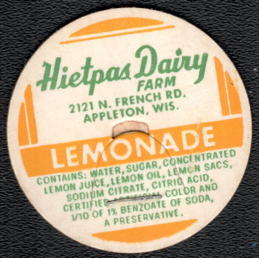 Hietpas Dairy
FARM
2121 N. FRENCH RD.
APPLETON, WIS.
LEMONADE
CONTAINS: WATER, SUGAR, CONCENTRATED
LEMON JUICE, LEMON OIL, LEMON SACS,
SODIUM CITRATE, CITRIC ACID,
CERTIFIED COLOR AND
1/10 OF 1% BENZOATE OF SODA,
A PRESERVATIVE.